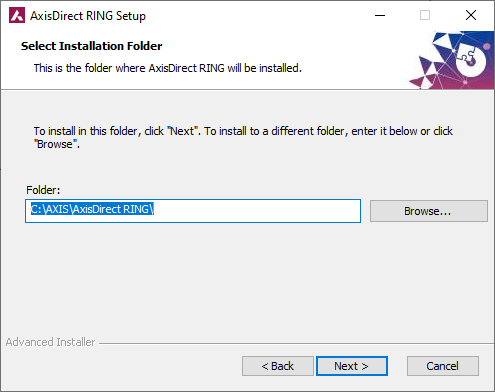 AxisDirect RING Setup
Select Installation Folder
This is the folder where AxisDirect RING will be installed.
To install in this folder, click "Next". To install to a different folder, enter it below or click
"Browse".
Folder:
C:\AXIS\AxisDirect RING\
Browse...
Advanced Installer
< Back
Next >
Cancel